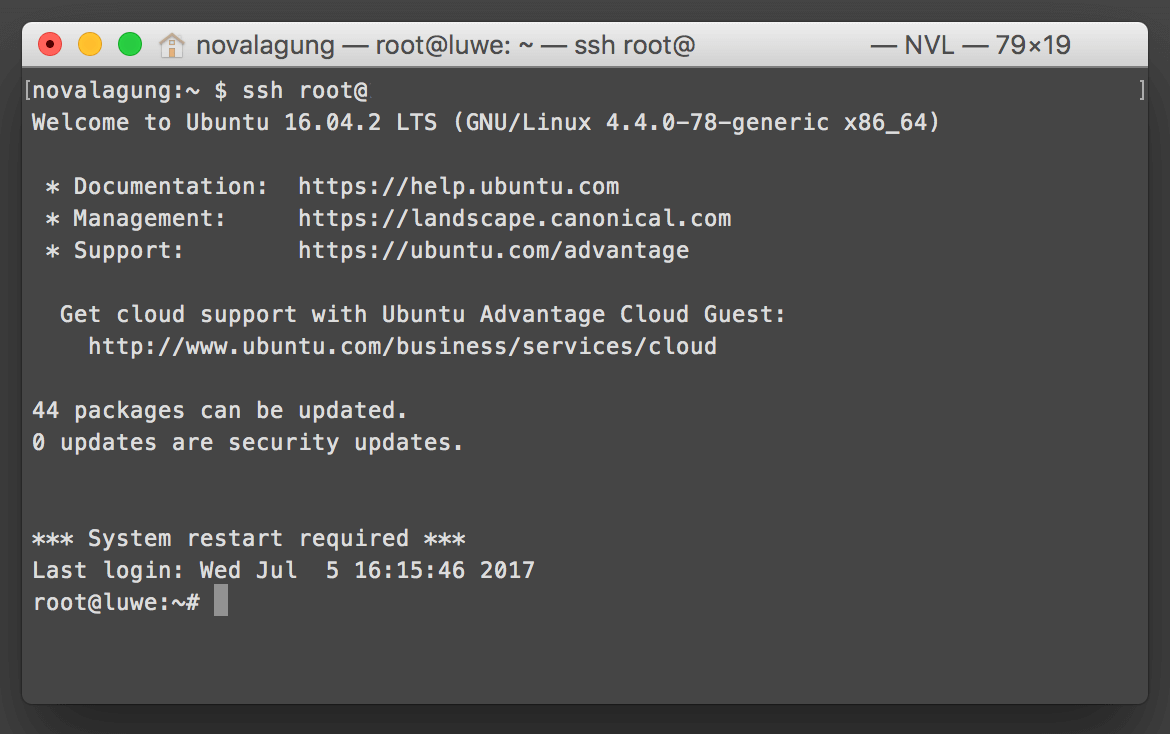 novalagung — root@luwe: ~ — ssh root@ — NVL — 79×19
[novalagung:~ $ ssh root@ ]
Welcome to Ubuntu 16.04.2 LTS (GNU/Linux 4.4.0-78-generic x86_64)
* Documentation: https://help.ubuntu.com
* Management: https://landscape.canonical.com
* Support: https://ubuntu.com/advantage
Get cloud support with Ubuntu Advantage Cloud Guest:
http://www.ubuntu.com/business/services/cloud
44 packages can be updated.
0 updates are security updates.
*** System restart required ***
Last login: Wed Jul 5 16:15:46 2017
root@luwe:~#